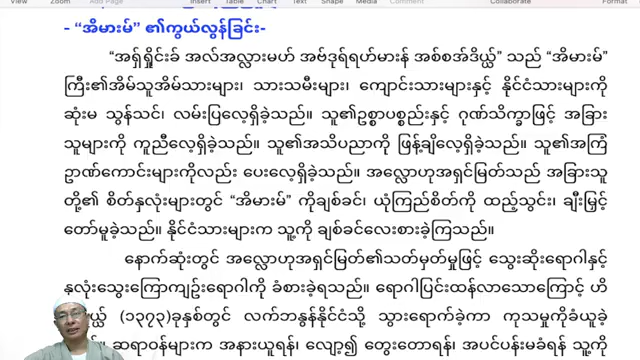 View Zoom Add Page Insert Table Chart Text Shape Media Comment Collaborate Format Document
- “အိမာမ်” ၏ကွယ်လွန်ခြင်း-
“အရှ်ရှိုင်းခ် အလ်အလ္လာမဟ် အဗ်ဒုရ်ရဟ်မာန် အစ်စအ်ဒိယ်ယ်” သည် “အိမာမ်”
ကြီး၏အိမ်သူအိမ်သားများ၊ သားသမီးများ၊ ကျောင်းသားများနှင့် နိုင်ငံသားများကို
ဆုံးမ သွန်သင်၊ လမ်းပြလေ့ရှိခဲ့သည်။ သူ၏ဥစ္စာပစ္စည်းနှင့် ဂုဏ်သိက္ခာဖြင့် အခြား
သူများကို ကူညီလေ့ရှိခဲ့သည်။ သူ၏အသိပညာကို ဖြန့်ချိလေ့ရှိခဲ့သည်။ သူ၏အကြံ
ဥာဏ်ကောင်းများကိုလည်း ပေးလေ့ရှိခဲ့သည်။ အလ္လောဟုအရှင်မြတ်သည် အခြားသူ
တို့၏ စိတ်နှလုံးများတွင် “အိမာမ်” ကိုချစ်ခင်၊ ယုံကြည်စိတ်ကို ထည့်သွင်း၊ ချီးမြှင့်
တော်မူခဲ့သည်။ နိုင်ငံသားများက သူ့ကို ချစ်ခင်လေးစားခဲ့ကြသည်။
နောက်ဆုံးတွင် အလ္လောဟုအရှင်မြတ်၏သတ်မှတ်မှုဖြင့် သွေးဆိုးရောဂါနှင့်
နှလုံးသွေးကြောကျဉ်းရောဂါကို ခံစားခဲ့ရသည်။ ရောဂါပြင်းထန်လာသောကြောင့် ဟိ
(၁၃၇၃)ခုနှစ်တွင် လက်ဘနွန်နိုင်ငံသို့ သွားရောက်ခဲ့ကာ ကုသမှုကိုခံယူခဲ့
ဆရာဝန်များက အနားယူရန်၊ လျော့၍ တွေးတောရန်၊ အပင်ပန်းမခံရန် သူ့ကို